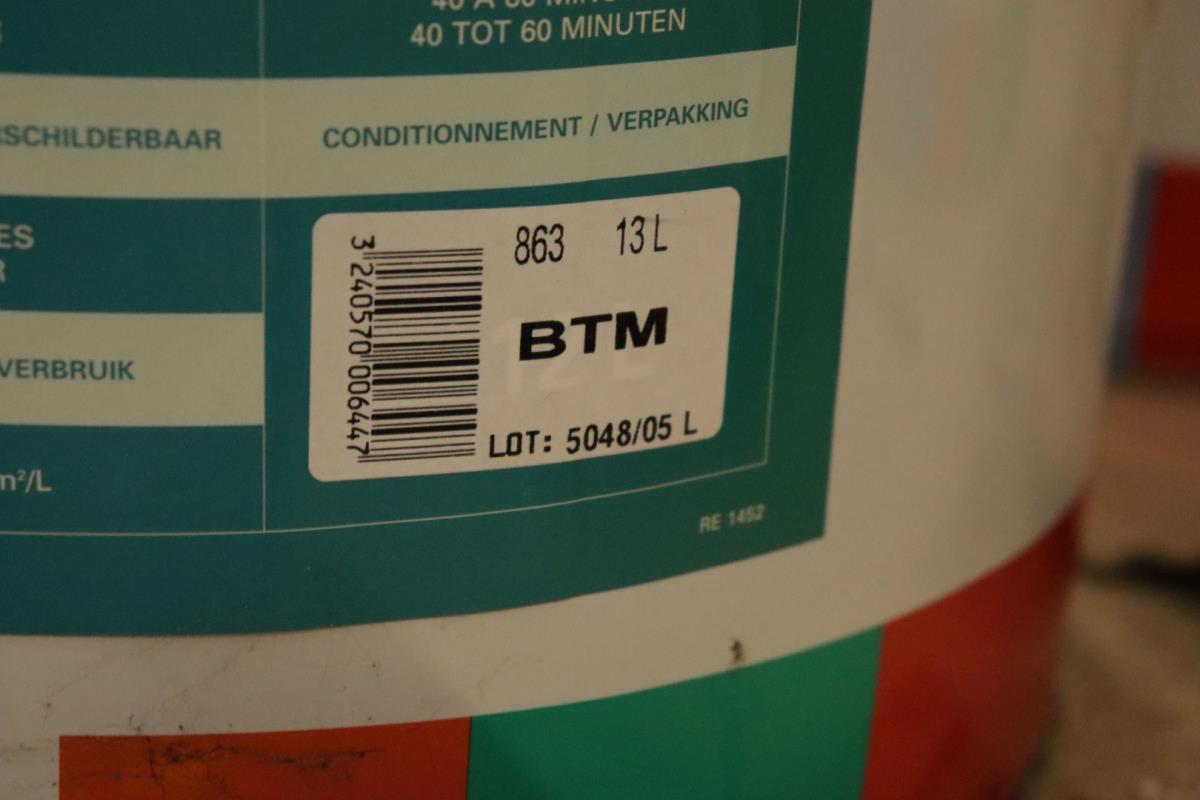 40 TOT 60 MINUTEN
CONDITIONNEMENT / VERPAKKING
863 13 L
BTM
LOT: 5048/05 L
3 240570 006447
RE 1452
RSCHILDERBAAR
ES
R
VERBRUIK
m²/L